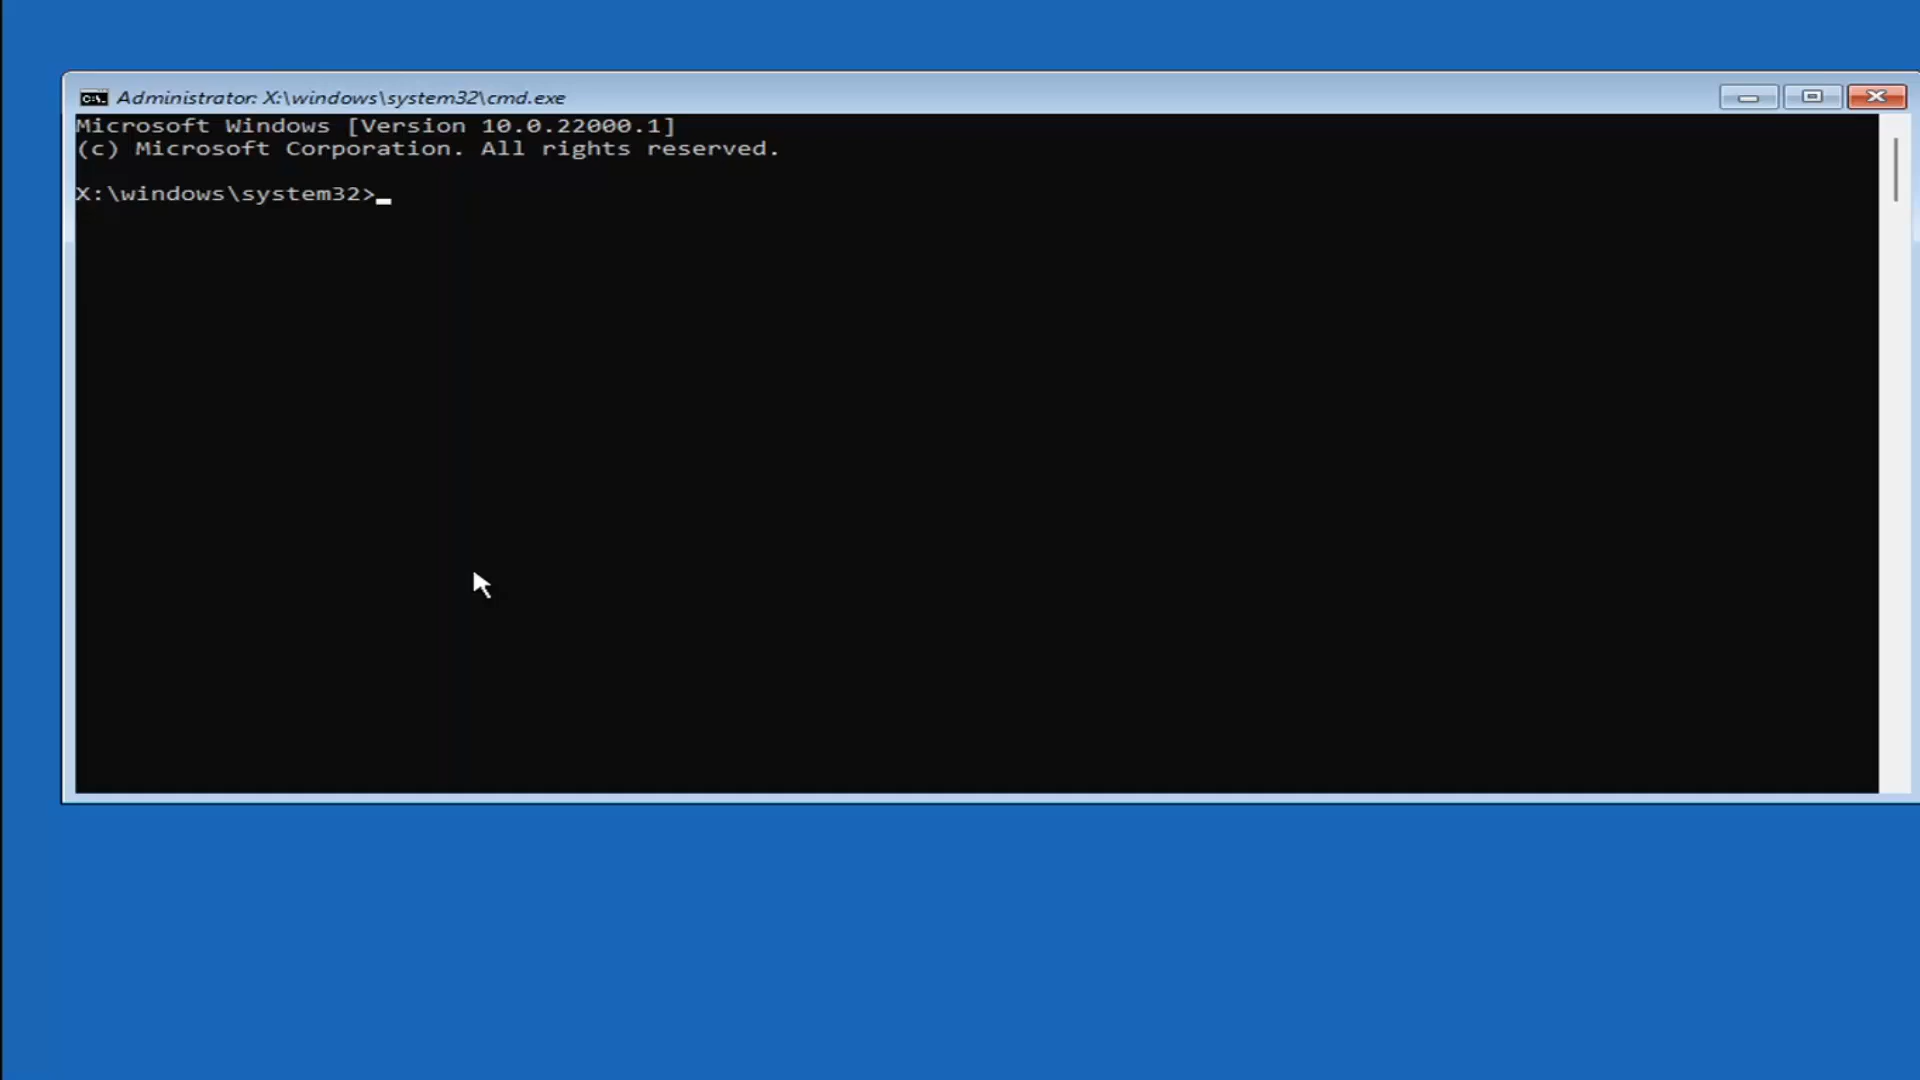 Administrator: X:\windows\system32\cmd.exe
Microsoft Windows [Version 10.0.22000.1]
(c) Microsoft Corporation. All rights reserved.
X:\windows\system32>